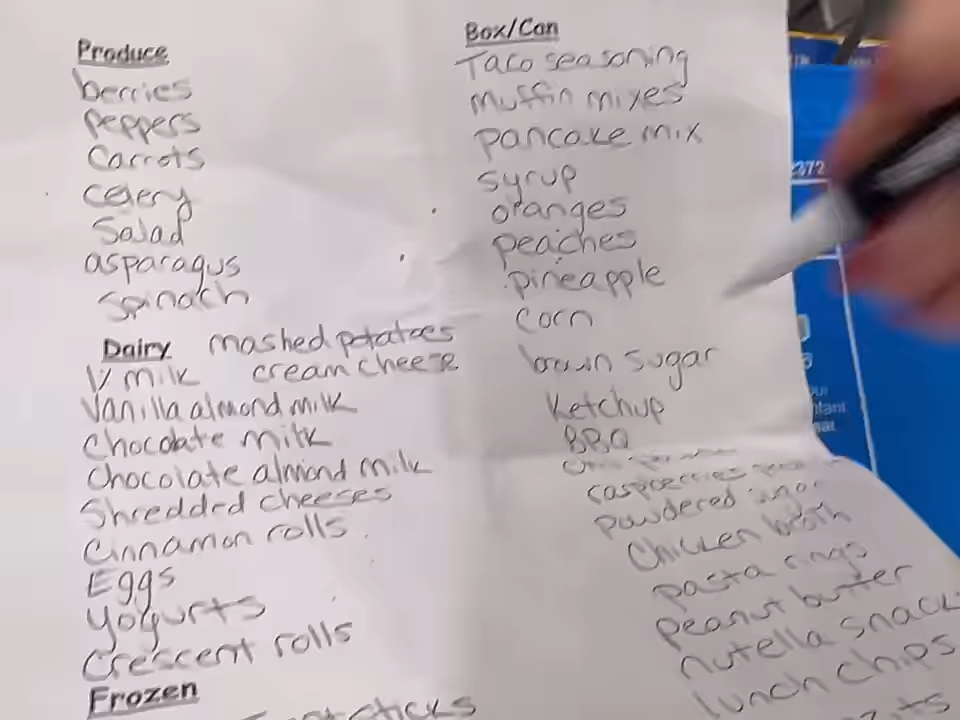 Produce
berries
Peppers
Carrots
celery
Salad
asparagus
Spinach
Dairy mashed potatoes
1% milk cream cheese
Vanilla almond milk
Chocolate milk
Chocolate almond milk
Shredded cheeses
Cinnamon rolls
Eggs
Yogurts
Crescent rolls
Frozen
sticks
Box/Can
Taco seasoning
Muffin mixes
pancake mix
syrup
oranges
peaches
pineapple
corn
brown sugar
Ketchup
BBQ
raspberries
powdered sugar
Chicken broth
pasta rings
peanut butter
nutella snack
lunch chips
2372